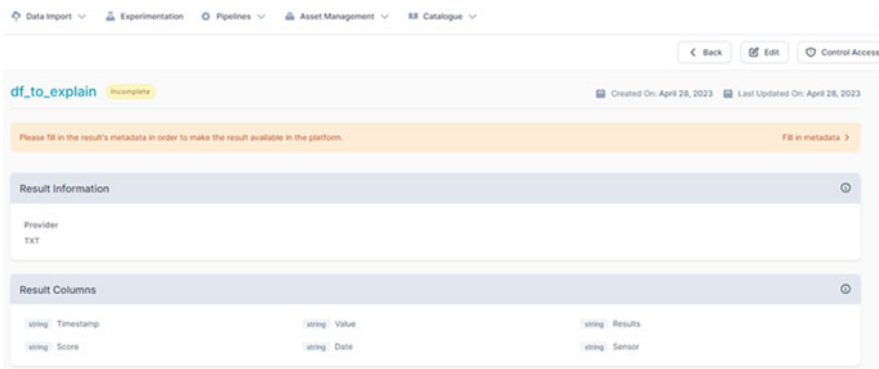 Data Import Experimentation Pipelines Asset Management Catalogue
Back Edit Control Access
df_to_explain Incomplete Created On: April 28, 2023 Last Updated On: April 28, 2023
Please fill in the result's metadata in order to make the result available in the platform. Fill in metadata
Result Information
Provider
TXT
Result Columns
string Timestamp string Value string Results
string Score string Date string Sensor